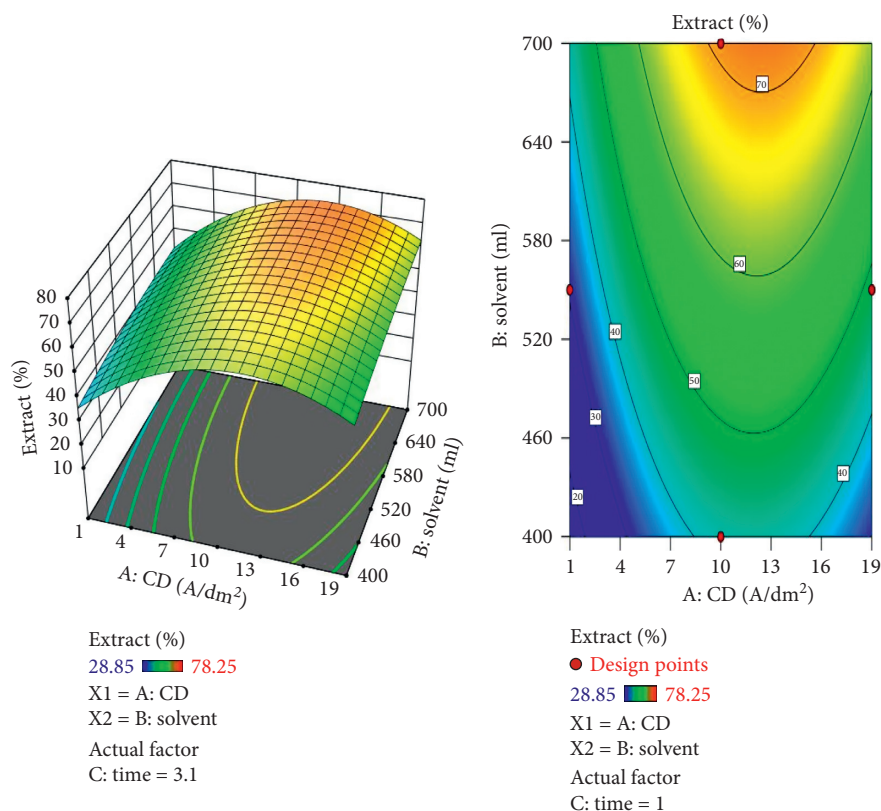 80
70
60
50
40
30
20
10
Extract (%)
1
4
7
10
13
16
19
A: CD (A/dm²)
400
460
520
580
640
700
B: solvent (ml)
Extract (%)
28.85 78.25
X1 = A: CD
X2 = B: solvent
Actual factor
C: time = 3.1
Extract (%)
700
640
580
520
460
400
B: solvent (ml)
70
60
50
40
30
20
40
1 4 7 10 13 16 19
A: CD (A/dm²)
Extract (%)
Design points
28.85 78.25
X1 = A: CD
X2 = B: solvent
Actual factor
C: time = 1